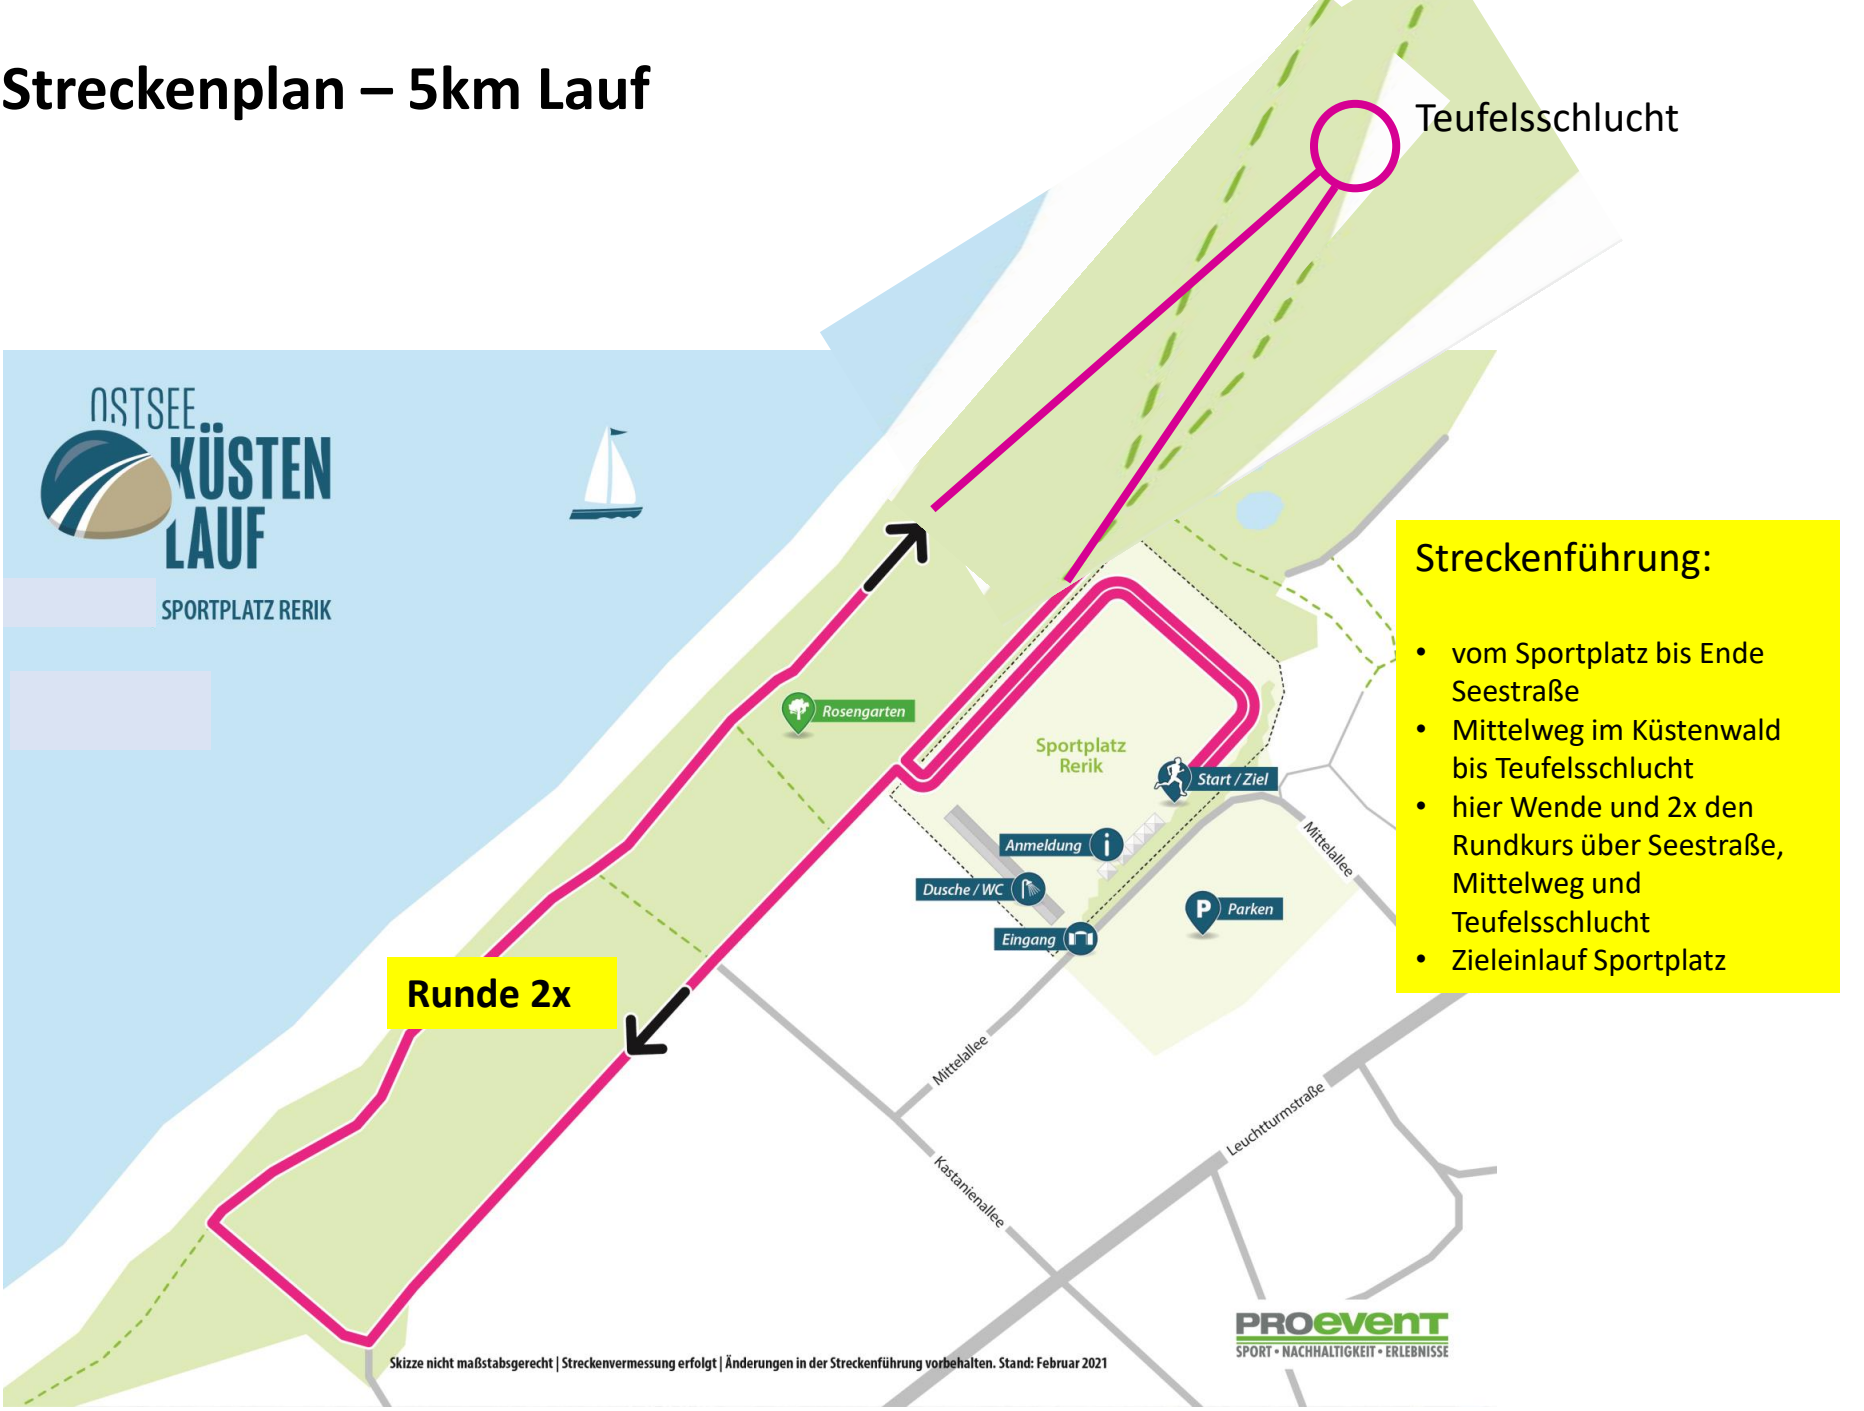 Streckenplan – 5km Lauf
Teufelsschlucht
OSTSEE
KÜSTEN
LAUF
SPORTPLATZ RERIK
Streckenführung:
• vom Sportplatz bis Ende
Seestraße
• Mittelweg im Küstenwald
bis Teufelsschlucht
• hier Wende und 2x den
Rundkurs über Seestraße,
Mittelweg und
Teufelsschlucht
• Zieleinlauf Sportplatz
Rosengarten
Sportplatz
Rerik
Start / Ziel
Anmeldung
i
Dusche / WC
Eingang
P Parken
Mittelallee
Runde 2x
Mittelallee
Leuchtturmstraße
Kastanienallee
PROevent
SPORT • NACHHALTIGKEIT • ERLEBNISSE
Skizze nicht maßstabsgerecht | Streckenvermessung erfolgt | Änderungen in der Streckenführung vorbehalten. Stand: Februar 2021